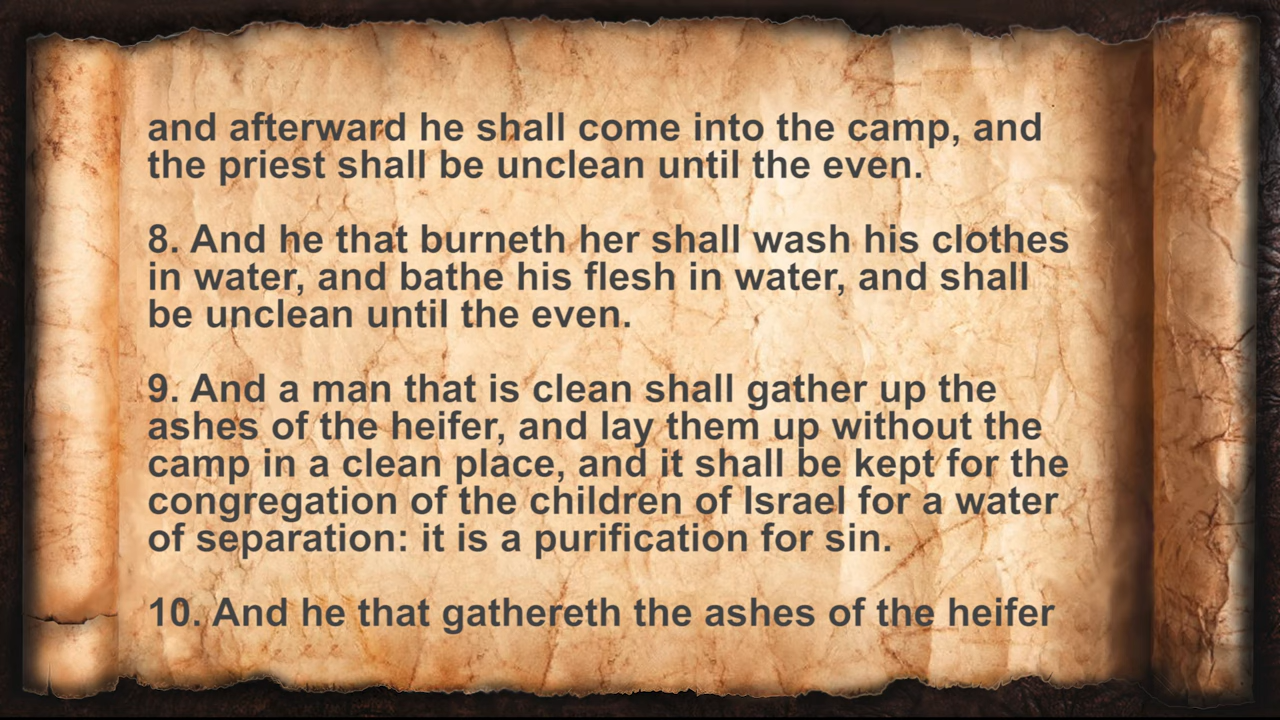 and afterward he shall come into the camp, and
the priest shall be unclean until the even.
8. And he that burneth her shall wash his clothes
in water, and bathe his flesh in water, and shall
be unclean until the even.
9. And a man that is clean shall gather up the
ashes of the heifer, and lay them up without the
camp in a clean place, and it shall be kept for the
congregation of the children of Israel for a water
of separation: it is a purification for sin.
10. And he that gathereth the ashes of the heifer